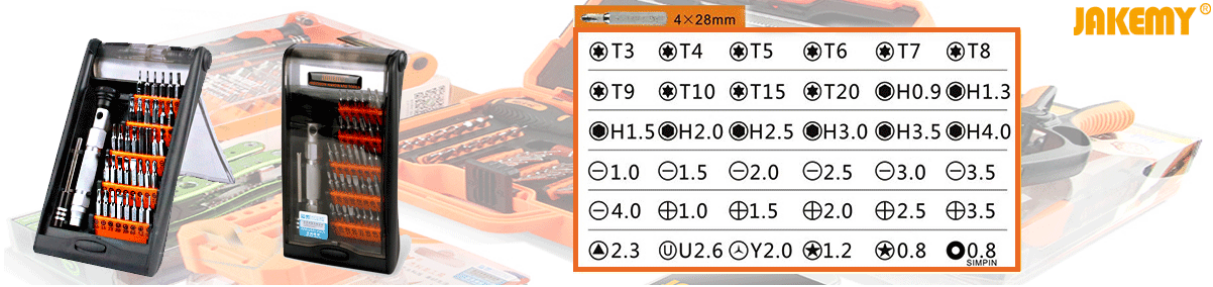 4×28mm
JAKEMY®
T3 T4 T5 T6 T7 T8
T9 T10 T15 T20 H0.9 H1.3
H1.5 H2.0 H2.5 H3.0 H3.5 H4.0
1.0 1.5 2.0 2.5 3.0 3.5
4.0 1.0 1.5 2.0 2.5 3.5
2.3 U2.6 Y2.0 1.2 0.8 0.8
SIMPIN